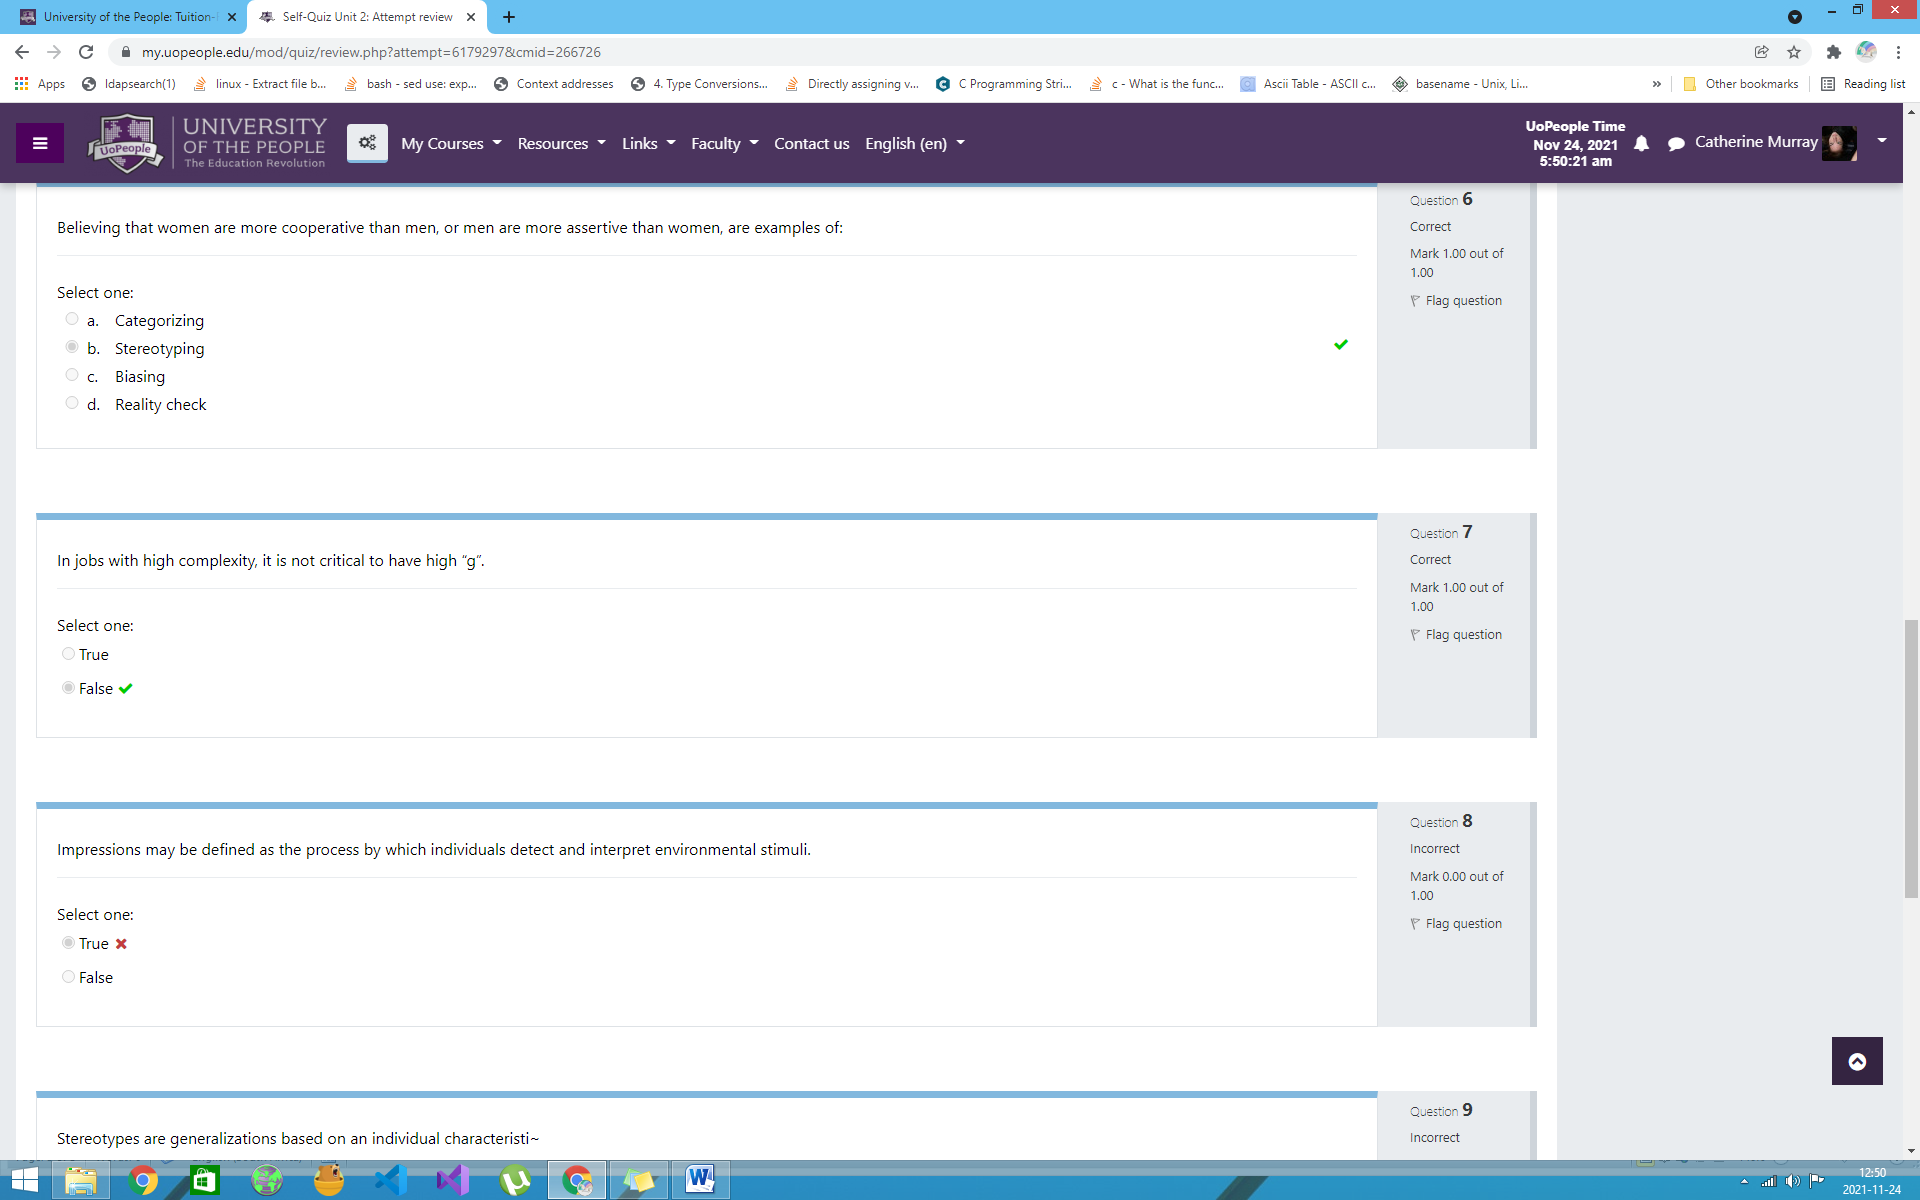 University of the People: Tuition-
Self-Quiz Unit 2: Attempt review
my.uopeople.edu/mod/quiz/review.php?attempt=6179297&cmid=266726
Apps ldapsearch(1) linux - Extract file b... bash - sed use: exp... Context addresses 4. Type Conversions... Directly assigning v... C Programming Stri... c - What is the func... Ascii Table - ASCII c... basename - Unix, Li... » Other bookmarks Reading list
UoPeople
UNIVERSITY
OF THE PEOPLE
The Education Revolution
My Courses Resources Links Faculty Contact us English (en)
UoPeople Time
Nov 24, 2021
5:50:21 am
Catherine Murray
Question 6
Correct
Mark 1.00 out of
1.00
Flag question
Believing that women are more cooperative than men, or men are more assertive than women, are examples of:
Select one:
a. Categorizing
b. Stereotyping
c. Biasing
d. Reality check
Question 7
Correct
Mark 1.00 out of
1.00
Flag question
In jobs with high complexity, it is not critical to have high “g”.
Select one:
True
False
Question 8
Incorrect
Mark 0.00 out of
1.00
Flag question
Impressions may be defined as the process by which individuals detect and interpret environmental stimuli.
Select one:
True
False
Question 9
Incorrect
Stereotypes are generalizations based on an individual characteristi~
12:50
2021-11-24